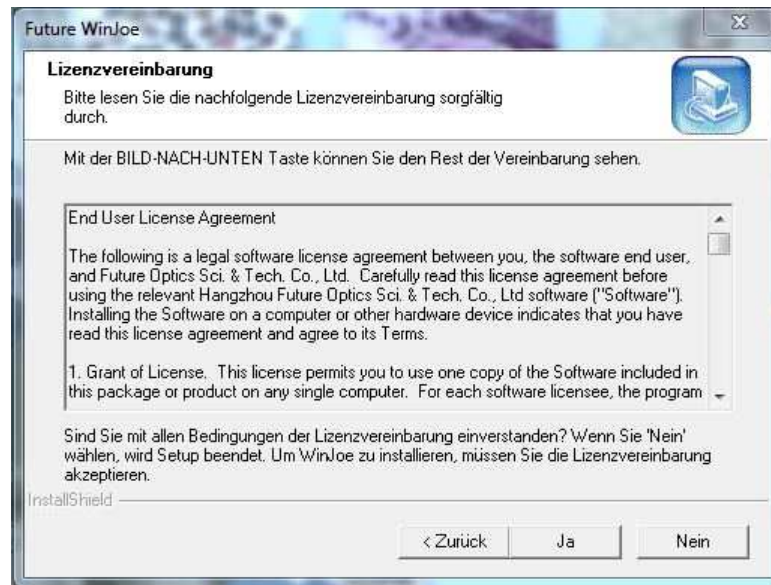 Future WinJoe
Lizenzvereinbarung
Bitte lesen Sie die nachfolgende Lizenzvereinbarung sorgfältig
durch.
Mit der BILD-NACH-UNTEN Taste können Sie den Rest der Vereinbarung sehen.
End User License Agreement
The following is a legal software license agreement between you, the software end user,
and Future Optics Sci. & Tech. Co., Ltd.  Carefully read this license agreement before
using the relevant Hangzhou Future Optics Sci. & Tech. Co., Ltd software ("Software").
Installing the Software on a computer or other hardware device indicates that you have
read this license agreement and agree to its Terms.
1. Grant of License.  This license permits you to use one copy of the Software included in
this package or product on any single computer.  For each software licensee, the program
Sind Sie mit allen Bedingungen der Lizenzvereinbarung einverstanden? Wenn Sie 'Nein'
wählen, wird Setup beendet. Um WinJoe zu installieren, müssen Sie die Lizenzvereinbarung
akzeptieren.
InstallShield
< Zurück
Ja
Nein